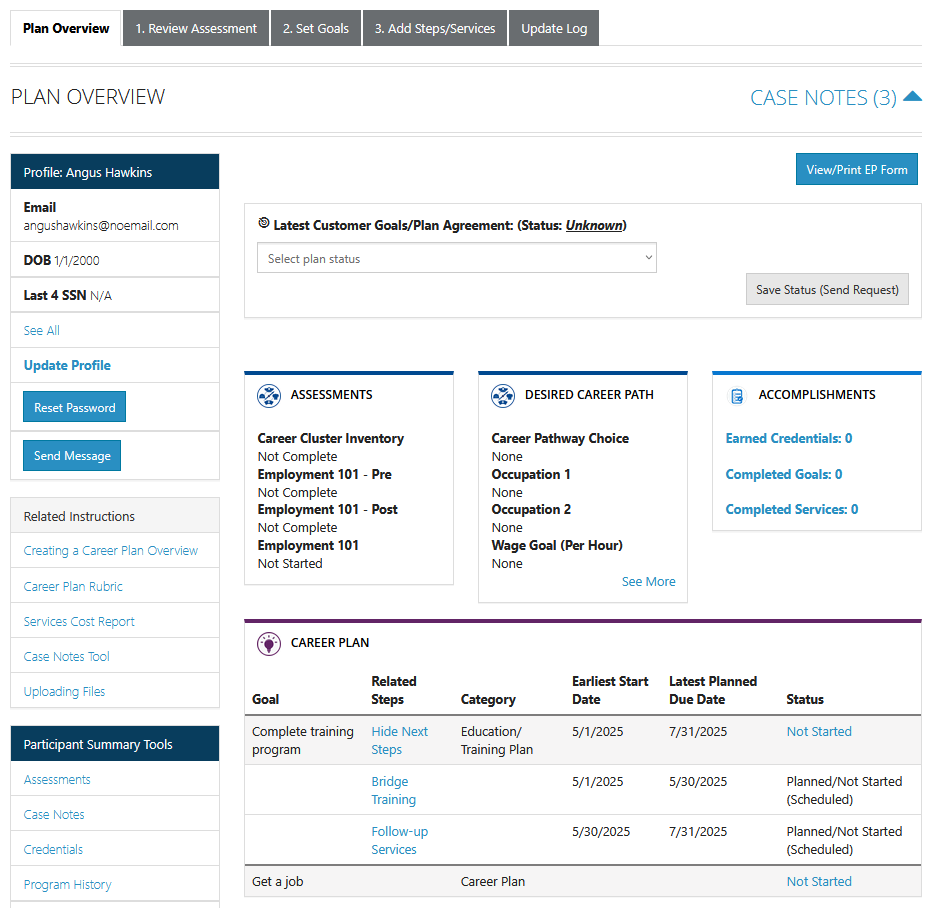 Plan Overview
1. Review Assessment
2. Set Goals
3. Add Steps/Services
Update Log
PLAN OVERVIEW
CASE NOTES (3)
Profile: Angus Hawkins
Email
angushawkins@noemail.com
DOB 1/1/2000
Last 4 SSN N/A
See All
Update Profile
Reset Password
Send Message
Related Instructions
Creating a Career Plan Overview
Career Plan Rubric
Services Cost Report
Case Notes Tool
Uploading Files
Participant Summary Tools
Assessments
Case Notes
Credentials
Program History
View/Print EP Form
Latest Customer Goals/Plan Agreement: (Status: Unknown)
Select plan status
Save Status (Send Request)
ASSESSMENTS
Career Cluster Inventory
Not Complete
Employment 101 - Pre
Not Complete
Employment 101 - Post
Not Complete
Employment 101
Not Started
DESIRED CAREER PATH
Career Pathway Choice
None
Occupation 1
None
Occupation 2
None
Wage Goal (Per Hour)
None
See More
ACCOMPLISHMENTS
Earned Credentials: 0
Completed Goals: 0
Completed Services: 0
CAREER PLAN
Goal
Related
Steps
Category
Earliest Start
Date
Latest Planned
Due Date
Status
Complete training
program
Hide Next
Steps
Education/
Training Plan
5/1/2025
7/31/2025
Not Started
Bridge
Training
5/1/2025
5/30/2025
Planned/Not Started
(Scheduled)
Follow-up
Services
5/30/2025
7/31/2025
Planned/Not Started
(Scheduled)
Get a job
Career Plan
Not Started